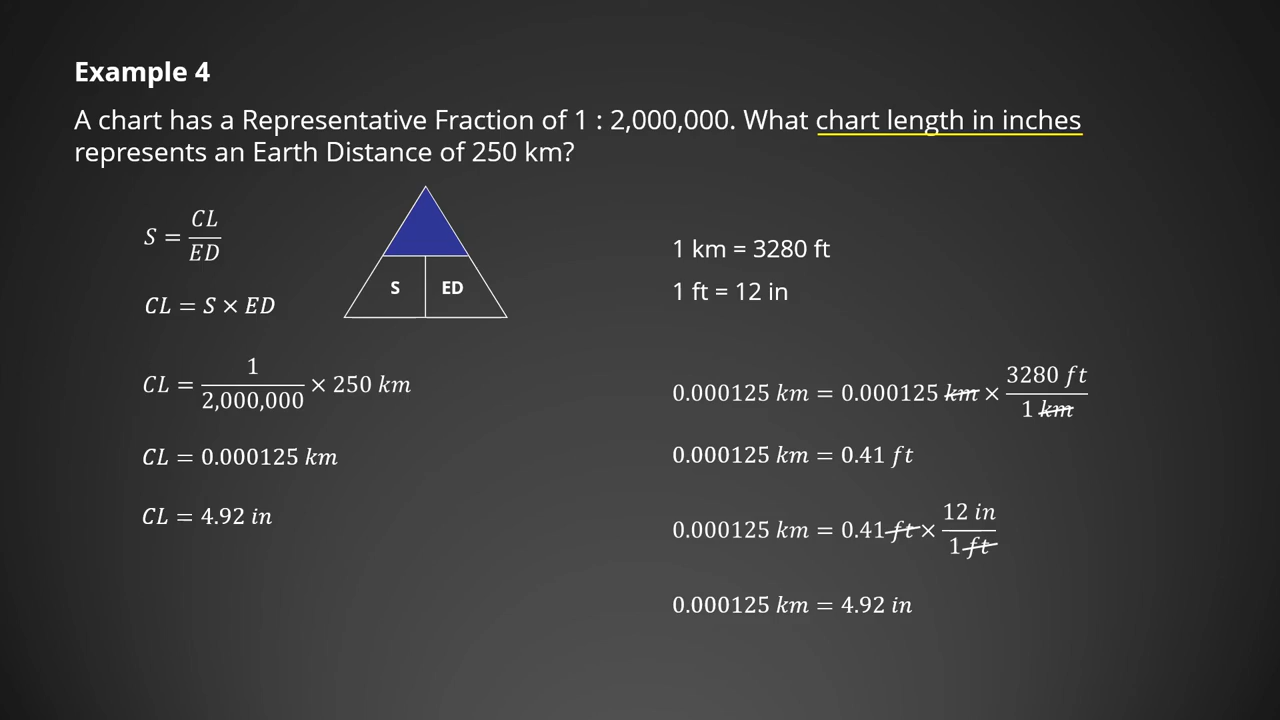 Example 4
A chart has a Representative Fraction of 1 : 2,000,000. What chart length in inches
represents an Earth Distance of 250 km?
S = CL/ED
CL = S × ED
S ED
CL = 1/2,000,000 × 250 km
CL = 0.000125 km
CL = 4.92 in
1 km = 3280 ft
1 ft = 12 in
0.000125 km = 0.000125 km × 3280 ft/1 km
0.000125 km = 0.41 ft
0.000125 km = 0.41 ft × 12 in/1 ft
0.000125 km = 4.92 in